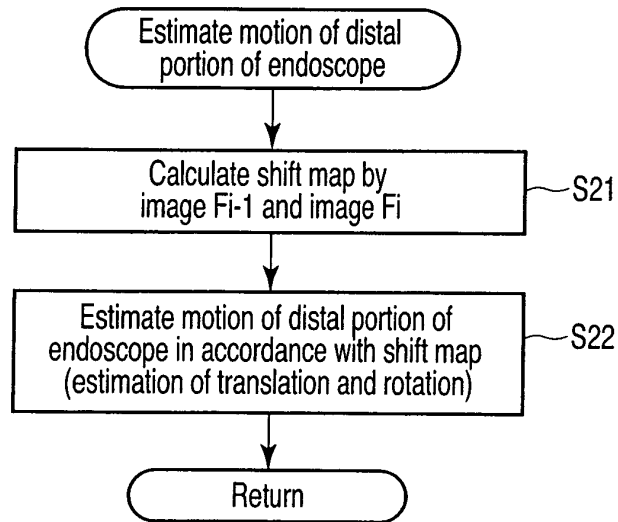 Estimate motion of distal
portion of endoscope
Calculate shift map by
image Fi-1 and image Fi
S21
Estimate motion of distal portion of
endoscope in accordance with shift map
(estimation of translation and rotation)
S22
Return